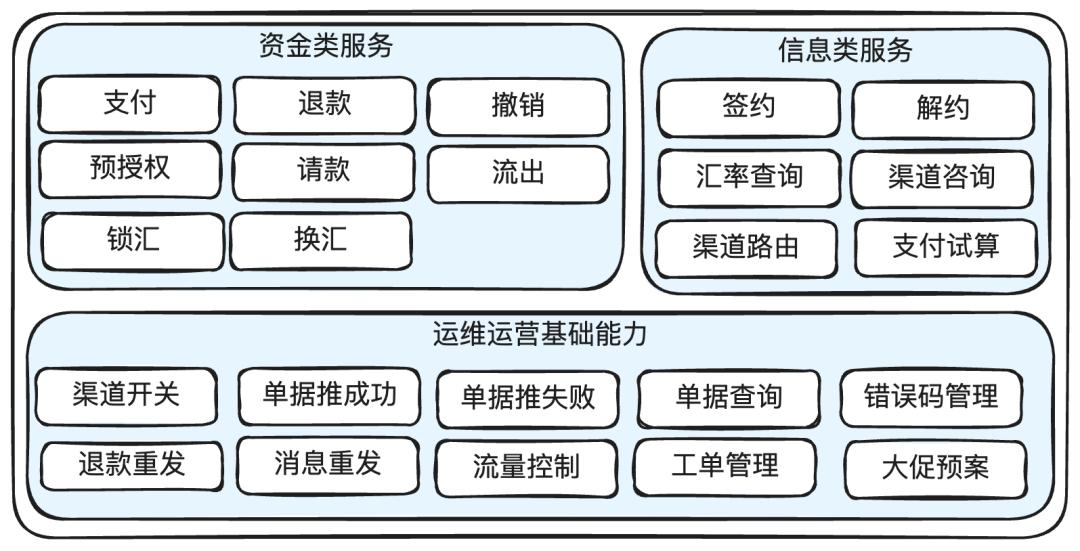 资金类服务
支付
退款
撤销
预授权
请款
流出
锁汇
换汇
信息类服务
签约
解约
汇率查询
渠道咨询
渠道路由
支付试算
运维运营基础能力
渠道开关
单据推成功
单据推失败
单据查询
错误码管理
退款重发
消息重发
流量控制
工单管理
大促预案